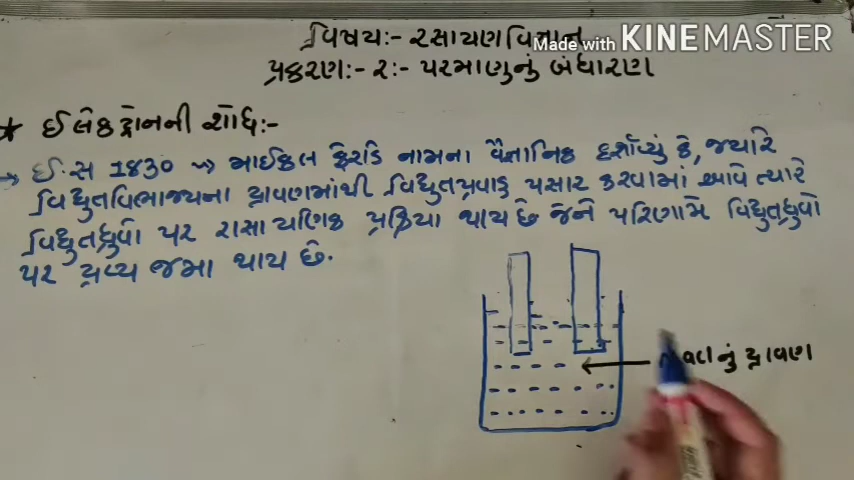 વિષય:- રસાયણવિજ્ઞાન
Made with KINEMASTER
પ્રકરણ:- ૨:- પરમાણુનું બંધારણ
★ ઈલેકટ્રોનની શોધ:-
→ ઈ.સ 1830 → માઈકલ ફેરાડે નામના વૈજ્ઞાનિક દર્શાવ્યું કે, જ્યારે
વિદ્યુતવિભાજ્યના દ્રાવણમાંથી વિદ્યુતપ્રવાહ પસાર કરવામાં આવે ત્યારે
વિદ્યુતધ્રુવો પર રાસાયણિક પ્રક્રિયા થાય છે જેને પરિણામે વિદ્યુતધ્રુવો
પર દ્રવ્ય જમા થાય છે.
નું દ્રાવણ